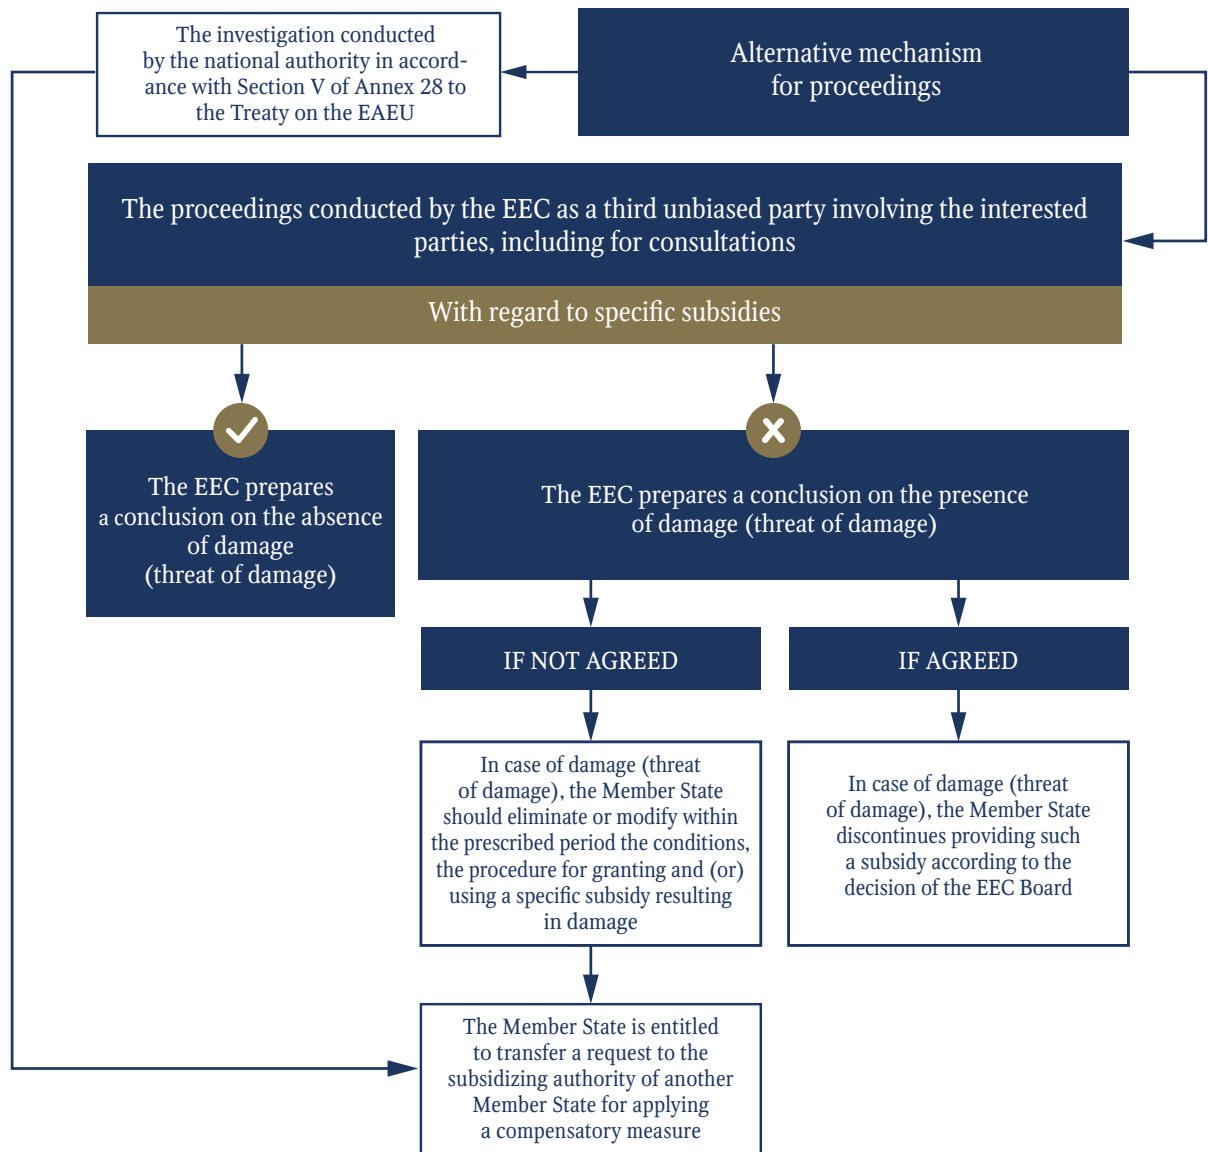 The investigation conducted
by the national authority in accord-
ance with Section V of Annex 28 to
the Treaty on the EAEU
Alternative mechanism
for proceedings
The proceedings conducted by the EEC as a third unbiased party involving the interested
parties, including for consultations
With regard to specific subsidies
The EEC prepares
a conclusion on the absence
of damage
(threat of damage)
The EEC prepares a conclusion on the presence
of damage (threat of damage)
IF NOT AGREED
IF AGREED
In case of damage (threat
of damage), the Member State
should eliminate or modify within
the prescribed period the conditions,
the procedure for granting and (or)
using a specific subsidy resulting
in damage
In case of damage (threat
of damage), the Member State
discontinues providing such
a subsidy according to the
decision of the EEC Board
The Member State is entitled
to transfer a request to the
subsidizing authority of another
Member State for applying
a compensatory measure